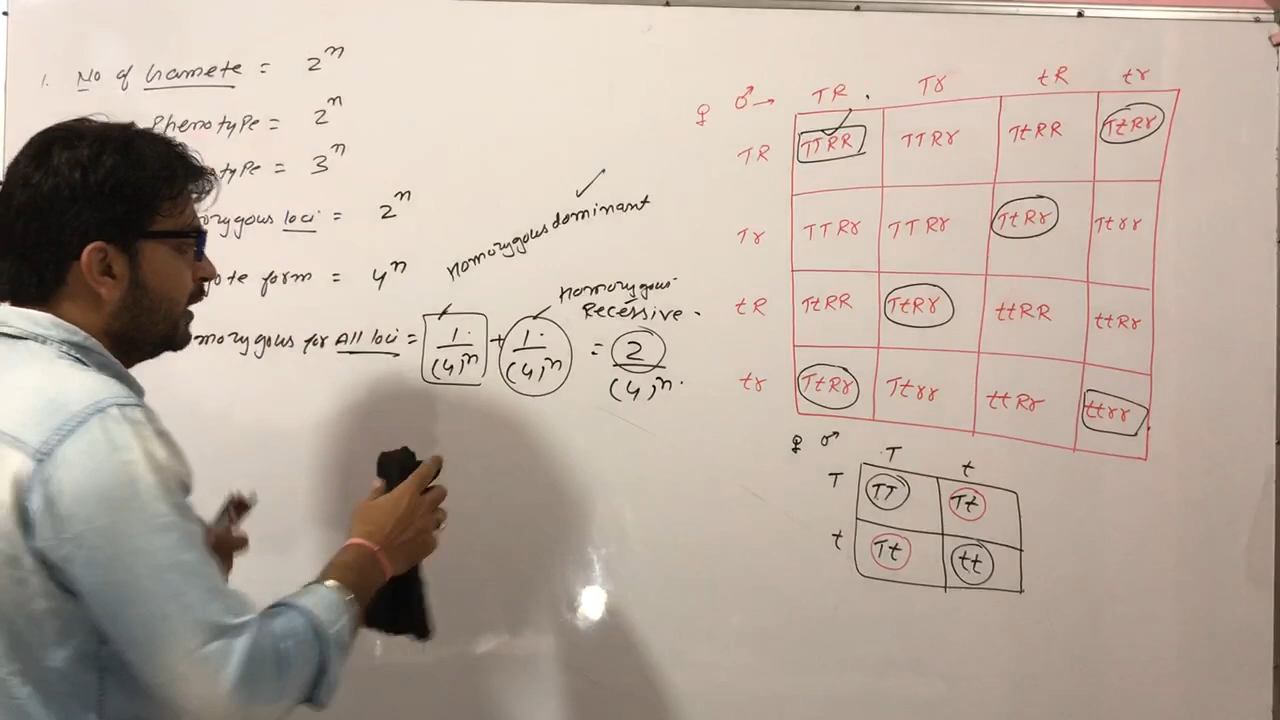 1. No of Gamete = 2^n
Phenotype = 2^n
type = 3^n
ozygous loci = 2^n
gote form = 4^n
mozygous for All loci = 1/(4)^n + 1/(4)^n = 2/(4)^n.
Homozygous dominant ✓
Homozygous
Recessive.
♀ ♂→ TR Tr tR tr
TR TTRR ✓ TTRr TtRR TtRr
Tr TTRr TTRr TtRr Ttrr
tR TtRR TtRr ttRR ttRr
tr TtRr Ttrr ttRr ttrr
♀ ♂ T t
T TT Tt
t Tt tt